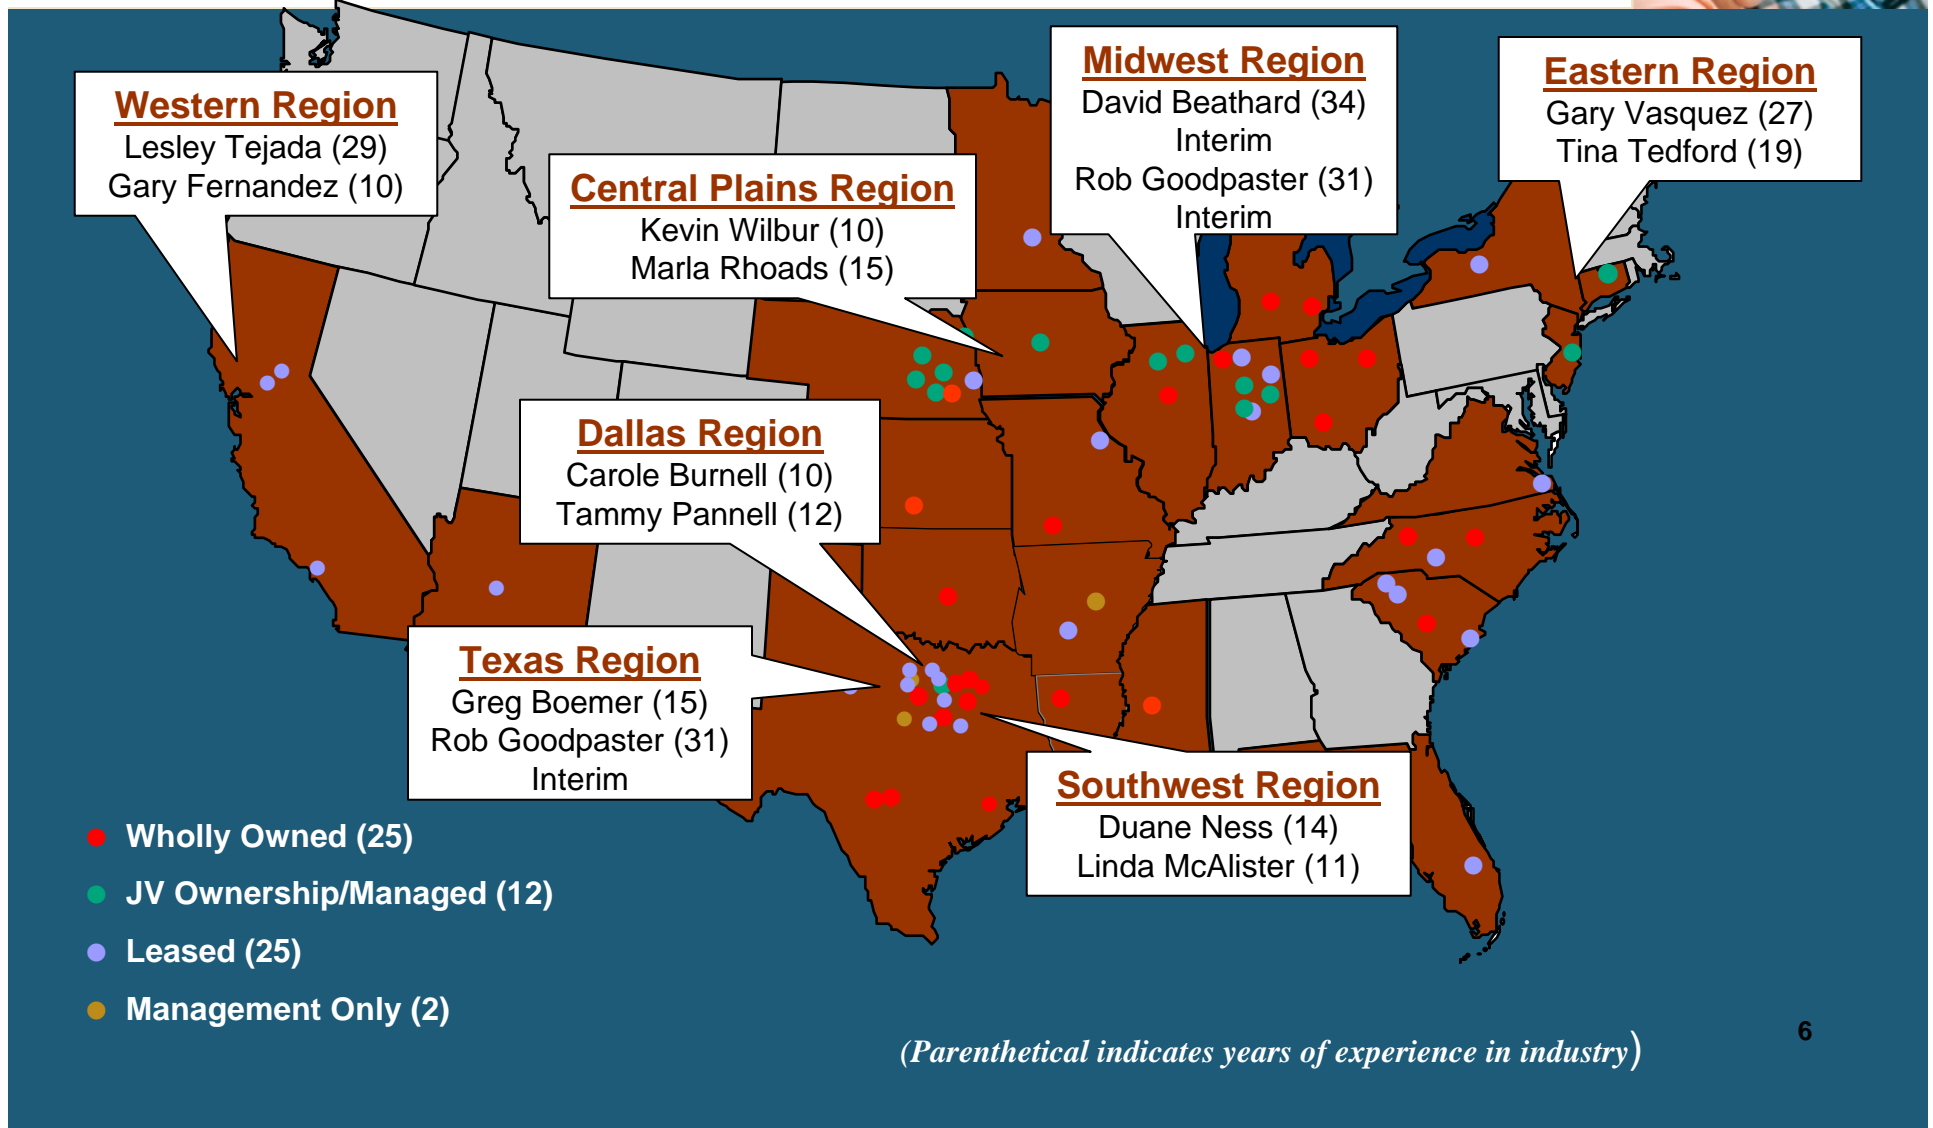 Western Region
Lesley Tejada (29)
Gary Fernandez (10)
Central Plains Region
Kevin Wilbur (10)
Marla Rhoads (15)
Midwest Region
David Beathard (34)
Interim
Rob Goodpaster (31)
Interim
Eastern Region
Gary Vasquez (27)
Tina Tedford (19)
Dallas Region
Carole Burnell (10)
Tammy Pannell (12)
Texas Region
Greg Boemer (15)
Rob Goodpaster (31)
Interim
Southwest Region
Duane Ness (14)
Linda McAlister (11)
Wholly Owned (25)
JV Ownership/Managed (12)
Leased (25)
Management Only (2)
(Parenthetical indicates years of experience in industry)
6